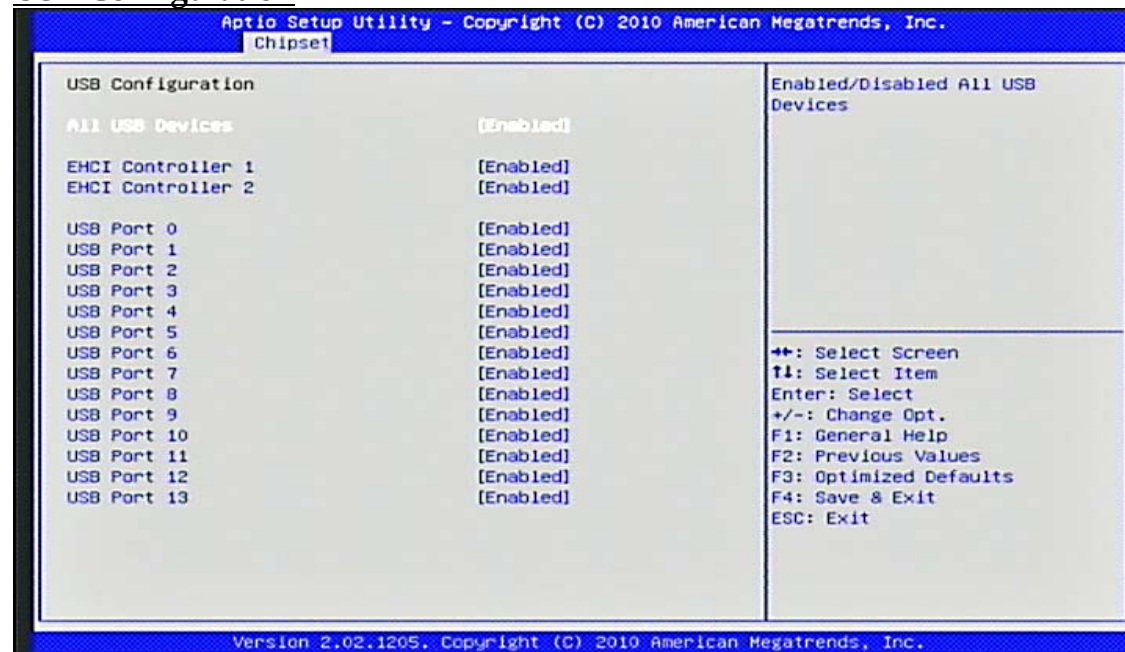 Aptio Setup Utility – Copyright (C) 2010 American Megatrends, Inc.
Chipset
USB Configuration
Enabled/Disabled All USB
Devices
All USB Devices [Enabled]
EHCI Controller 1 [Enabled]
EHCI Controller 2 [Enabled]
USB Port 0 [Enabled]
USB Port 1 [Enabled]
USB Port 2 [Enabled]
USB Port 3 [Enabled]
USB Port 4 [Enabled]
USB Port 5 [Enabled]
USB Port 6 [Enabled]
USB Port 7 [Enabled]
USB Port 8 [Enabled]
USB Port 9 [Enabled]
USB Port 10 [Enabled]
USB Port 11 [Enabled]
USB Port 12 [Enabled]
USB Port 13 [Enabled]
→←: Select Screen
↑↓: Select Item
Enter: Select
+/-: Change Opt.
F1: General Help
F2: Previous Values
F3: Optimized Defaults
F4: Save & Exit
ESC: Exit
Version 2.02.1205. Copyright (C) 2010 American Megatrends, Inc.